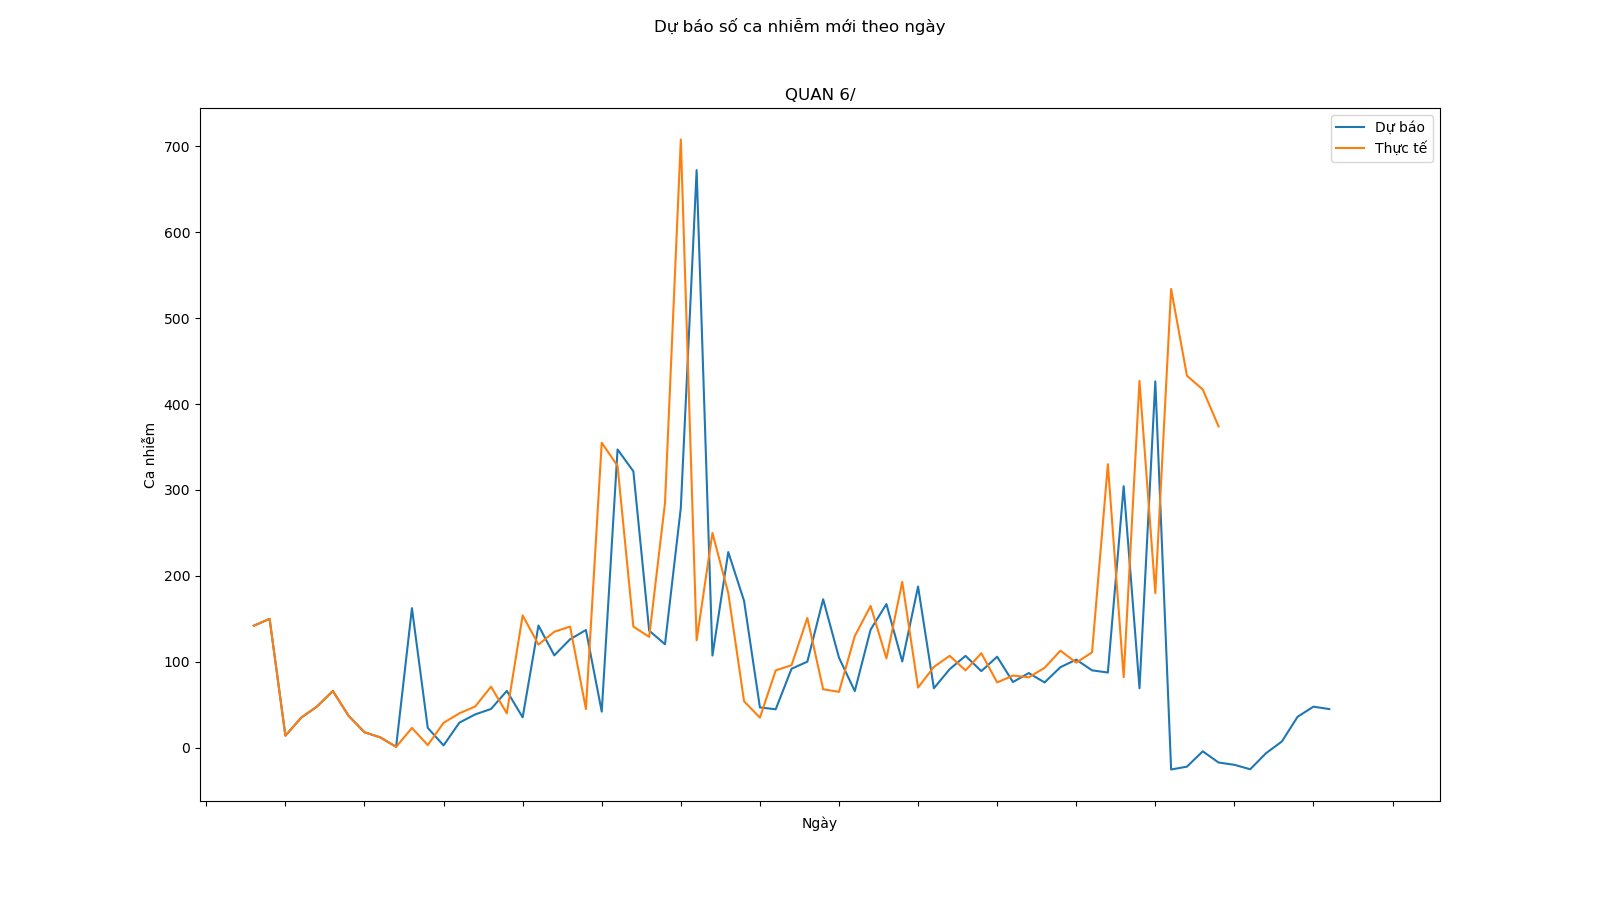 Dự báo số ca nhiễm mới theo ngày
QUAN 6/
Dự báo
Thực tế
700
600
500
400
300
200
100
0
Ca nhiễm
Ngày